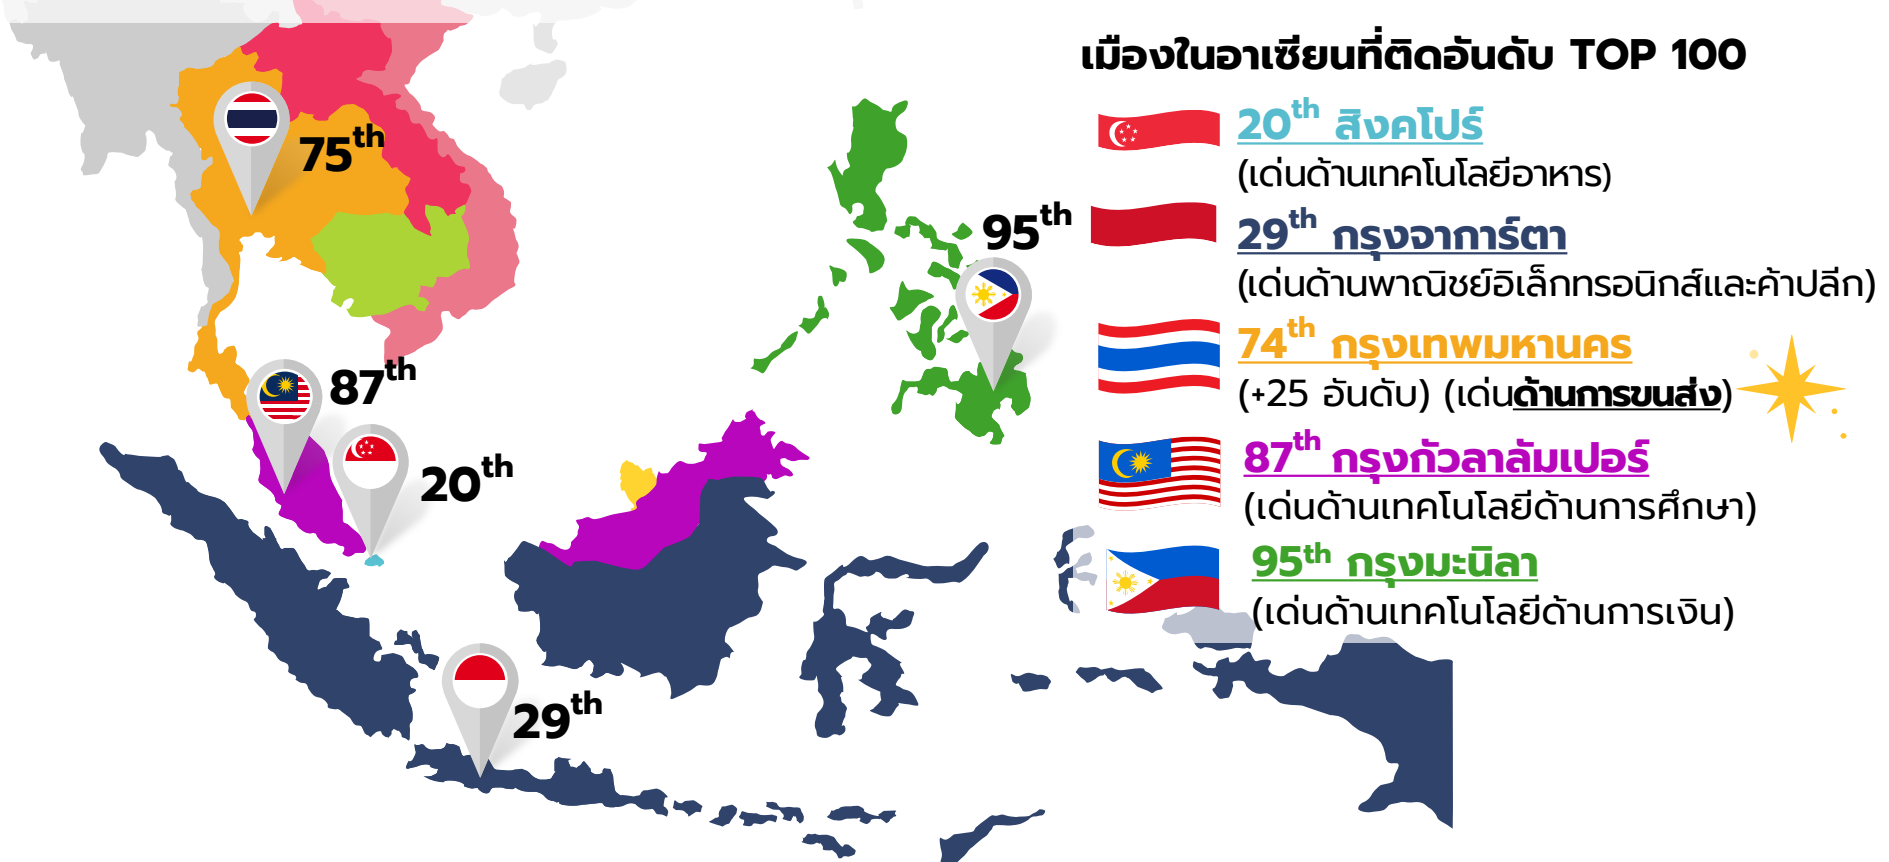 เมืองในอาเซียนที่ติดอันดับ TOP 100
20th สิงคโปร์
(เด่นด้านเทคโนโลยีอาหาร)
29th กรุงจาการ์ตา
(เด่นด้านพาณิชย์อิเล็กทรอนิกส์และค้าปลีก)
74th กรุงเทพมหานคร
(+25 อันดับ) (เด่นด้านการขนส่ง)
87th กรุงกัวลาลัมเปอร์
(เด่นด้านเทคโนโลยีด้านการศึกษา)
95th กรุงมะนิลา
(เด่นด้านเทคโนโลยีด้านการเงิน)
75th
95th
87th
20th
29th